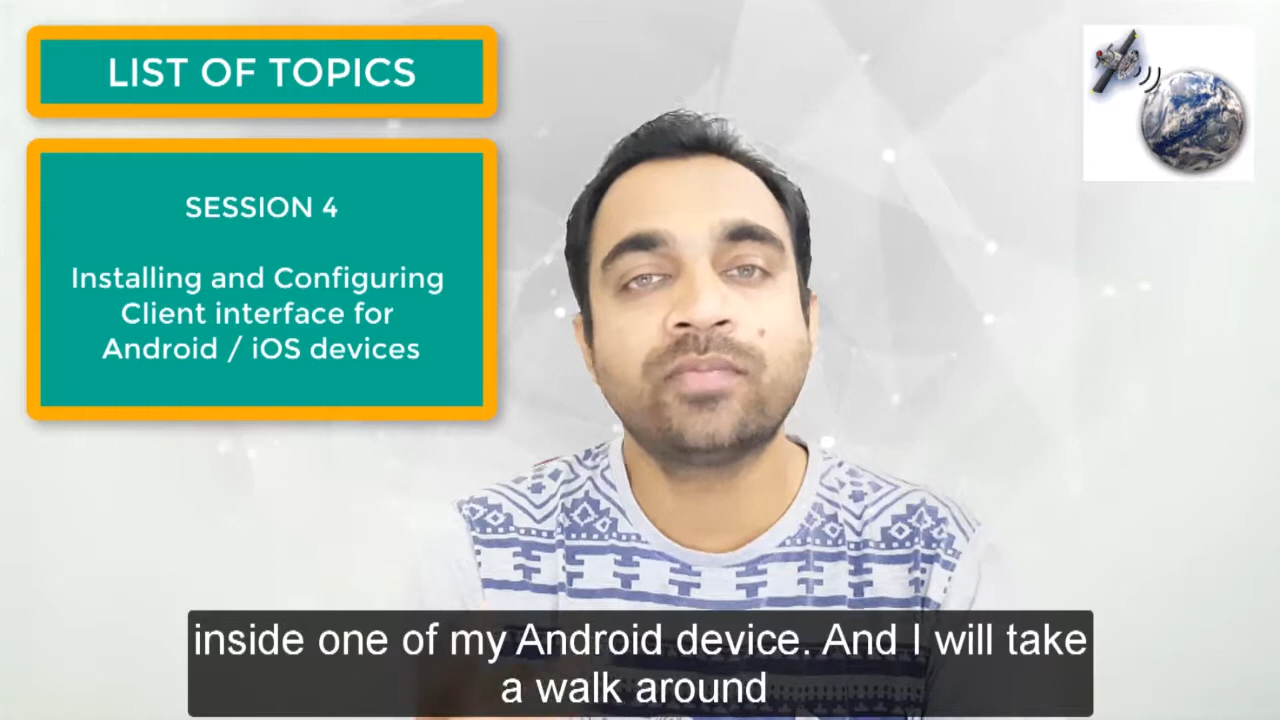 LIST OF TOPICS
SESSION 4
Installing and Configuring
Client interface for
Android / iOS devices
inside one of my Android device. And I will take
a walk around